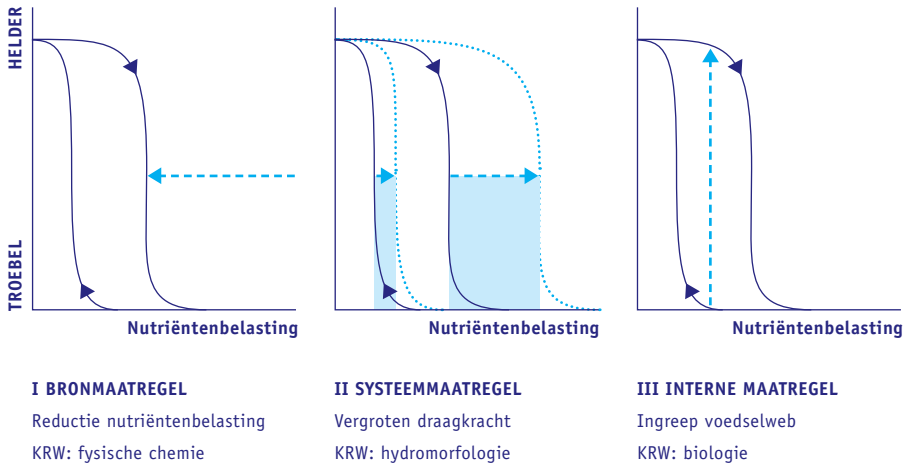 HELDER
TROEBEL
Nutriëntenbelasting
Nutriëntenbelasting
Nutriëntenbelasting
I BRONMAATREGEL
Reductie nutriëntenbelasting
KRW: fysische chemie
II SYSTEEMMAATREGEL
Vergroten draagkracht
KRW: hydromorfologie
III INTERNE MAATREGEL
Ingreep voedselweb
KRW: biologie